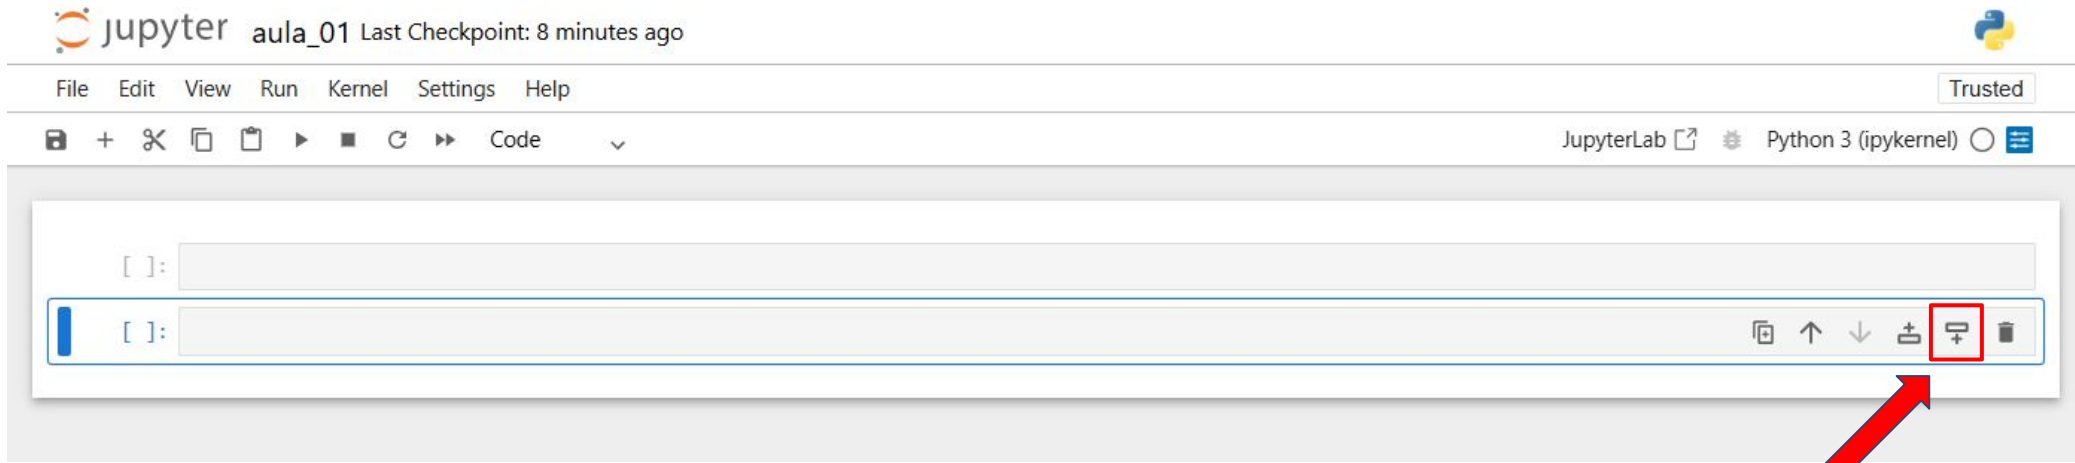 jupyter aula_01 Last Checkpoint: 8 minutes ago
File Edit View Run Kernel Settings Help Trusted
Code JupyterLab Python 3 (ipykernel)
[ ]:
[ ]: